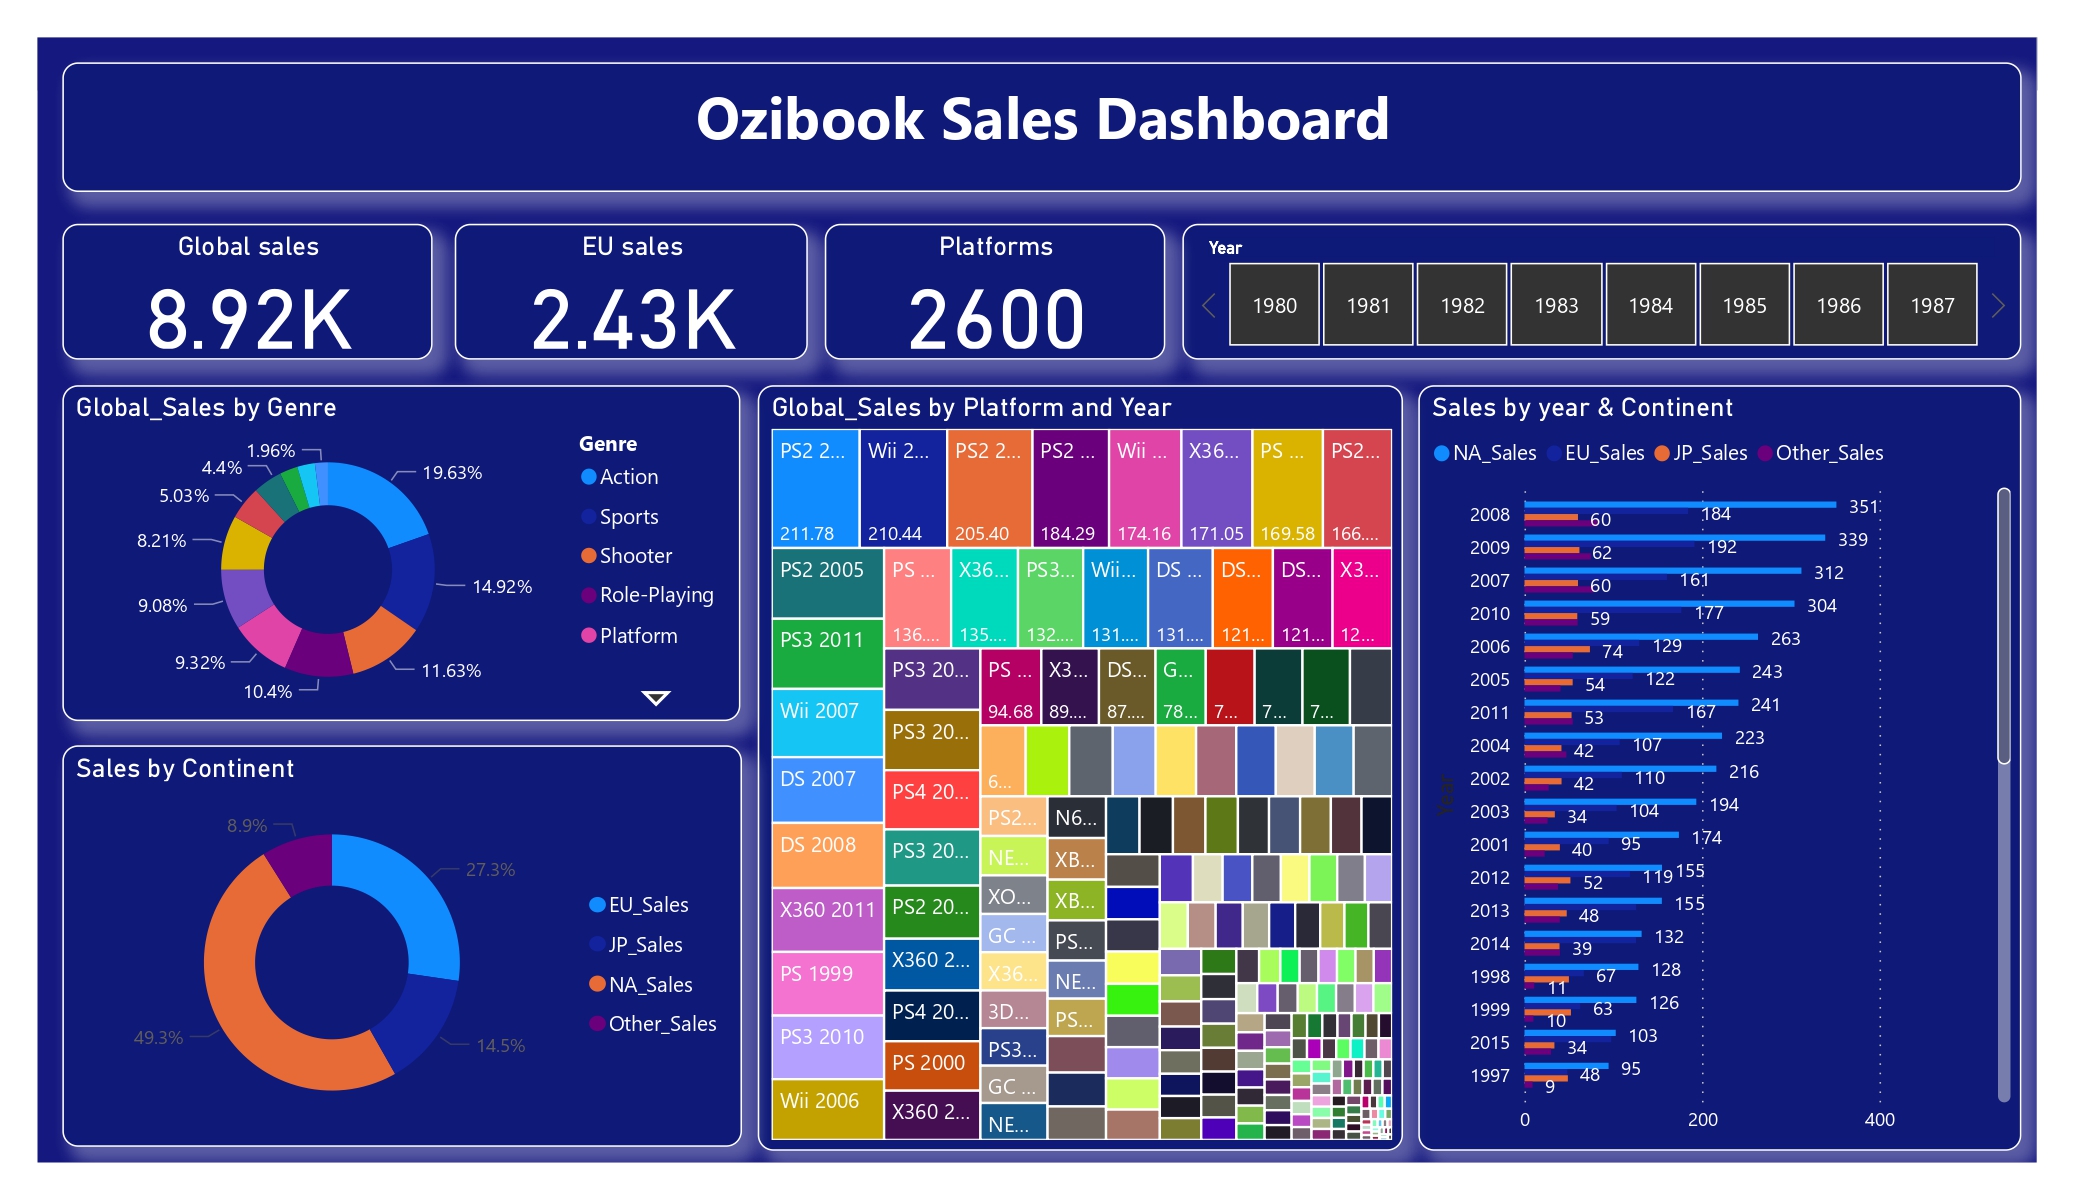 Ozibook Sales Dashboard
Global sales
8.92K
EU sales
2.43K
Platforms
2600
Year
1980 1981 1982 1983 1984 1985 1986 1987
Global_Sales by Genre
1.96%
4.4%
5.03%
8.21%
9.08%
9.32%
10.4%
19.63%
14.92%
11.63%
Genre
Action
Sports
Shooter
Role-Playing
Platform
Sales by Continent
8.9%
27.3%
49.3%
14.5%
EU_Sales
JP_Sales
NA_Sales
Other_Sales
Global_Sales by Platform and Year
PS2 2... Wii 2... PS2 2... PS2 ... Wii ... X36... PS ... PS2...
211.78 210.44 205.40 184.29 174.16 171.05 169.58 166....
PS2 2005
PS3 2011
Wii 2007
DS 2007
DS 2008
X360 2011
PS 1999
PS3 2010
Wii 2006
PS ... X36... PS3... Wii... DS ... DS... DS... X3...
136.... 135.... 132.... 131.... 131.... 121... 121... 12...
PS3 20...
PS3 20...
PS4 20...
PS3 20...
PS2 20...
X360 2...
PS4 20...
PS 2000
X360 2...
PS ... X3... DS... G...
94.68 89.... 87.... 78... 7... 7... 7...
6...
PS2...
NE...
XO...
GC ...
X36...
3D...
PS3...
GC ...
NE...
N6...
XB...
XB...
PS...
NE...
PS...
Sales by year & Continent
NA_Sales EU_Sales JP_Sales Other_Sales
Year
2008 351 184 60
2009 339 192 62
2007 312 161 60
2010 304 177 59
2006 263 129 74
2005 243 122 54
2011 241 167 53
2004 223 107 42
2002 216 110 42
2003 194 104 34
2001 174 95 40
2012 155 119 52
2013 155 48
2014 132 39
1998 128 67 11
1999 126 63 10
2015 103 34
1997 95 48 9
0 200 400